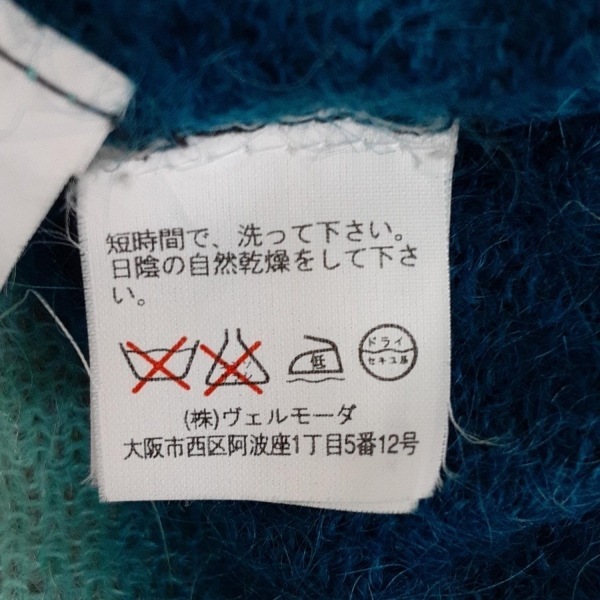 短時間で、洗って下さい。
日陰の自然乾燥をして下さ
い。
低
ドライ
セキユ系
(株)ヴェルモーダ
大阪市西区阿波座1丁目5番12号